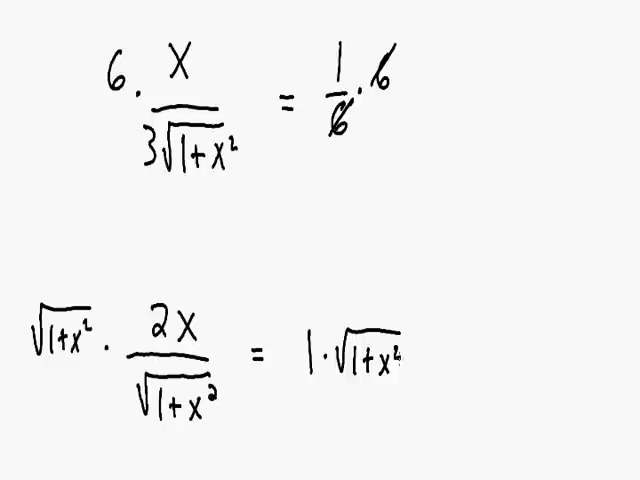 6 · x / 3√(1+x²) = 1/6 · 6
√(1+x²) · 2x / √(1+x²) = 1 · √(1+x²)